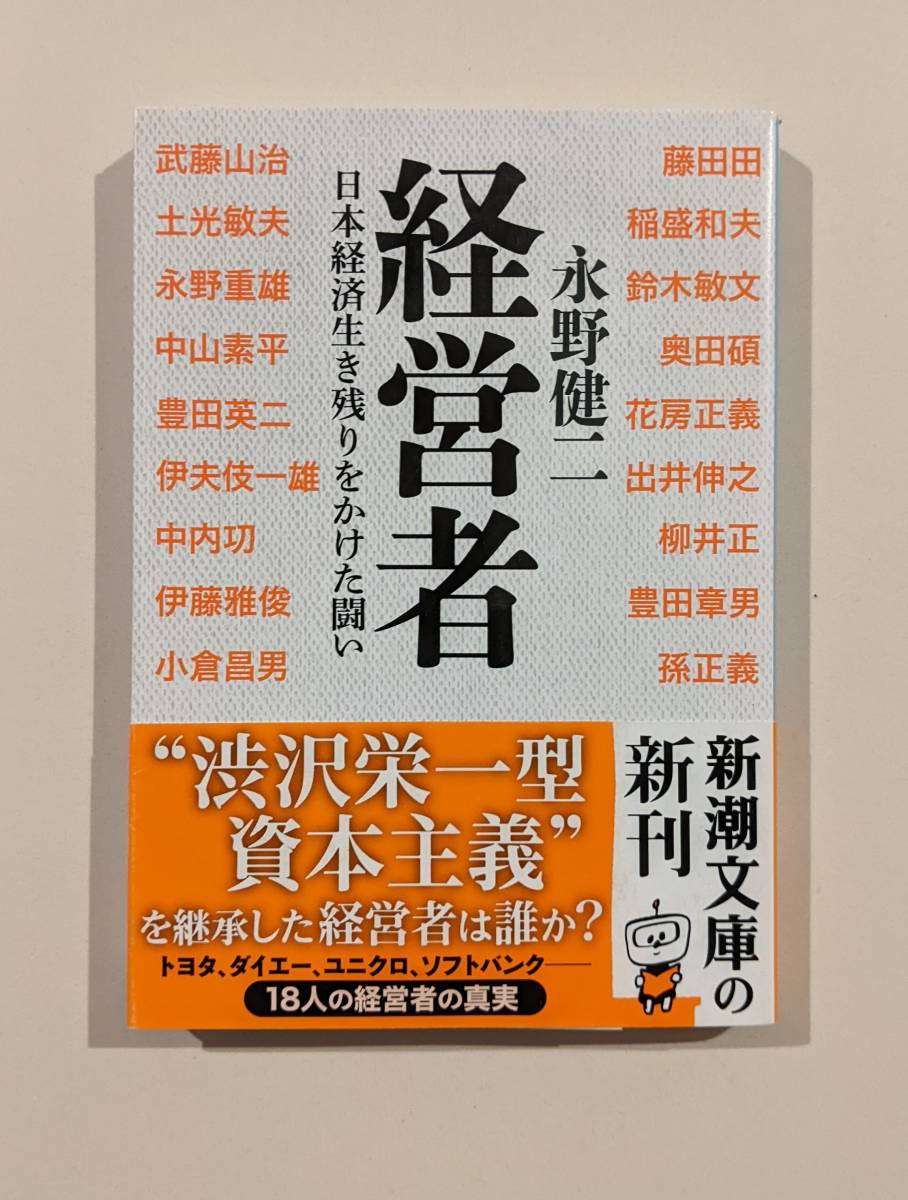 経営者
日本経済生き残りをかけた闘い
永野健二
武藤山治
土光敏夫
永野重雄
中山素平
豊田英二
伊夫伎一雄
中内功
伊藤雅俊
小倉昌男
藤田田
稲盛和夫
鈴木敏文
奥田碩
花房正義
出井伸之
柳井正
豊田章男
孫正義
“渋沢栄一型
資本主義”
を継承した経営者は誰か?
トヨタ、ダイエー、ユニクロ、ソフトバンク──
18人の経営者の真実
新潮文庫の
新刊